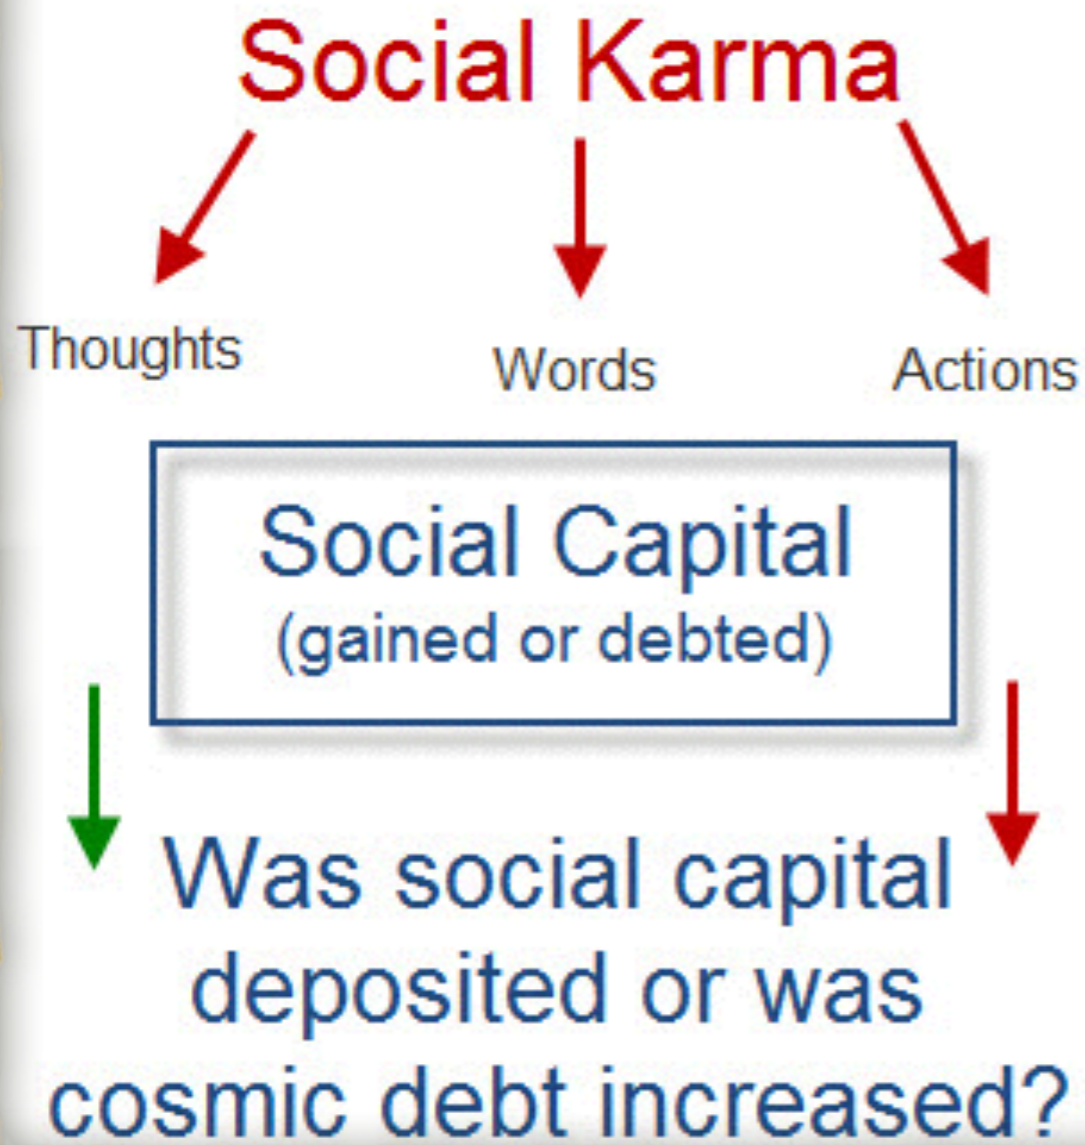 Social Karma
Thoughts
Words
Actions
Social Capital
(gained or debted)
Was social capital
deposited or was
cosmic debt increased?